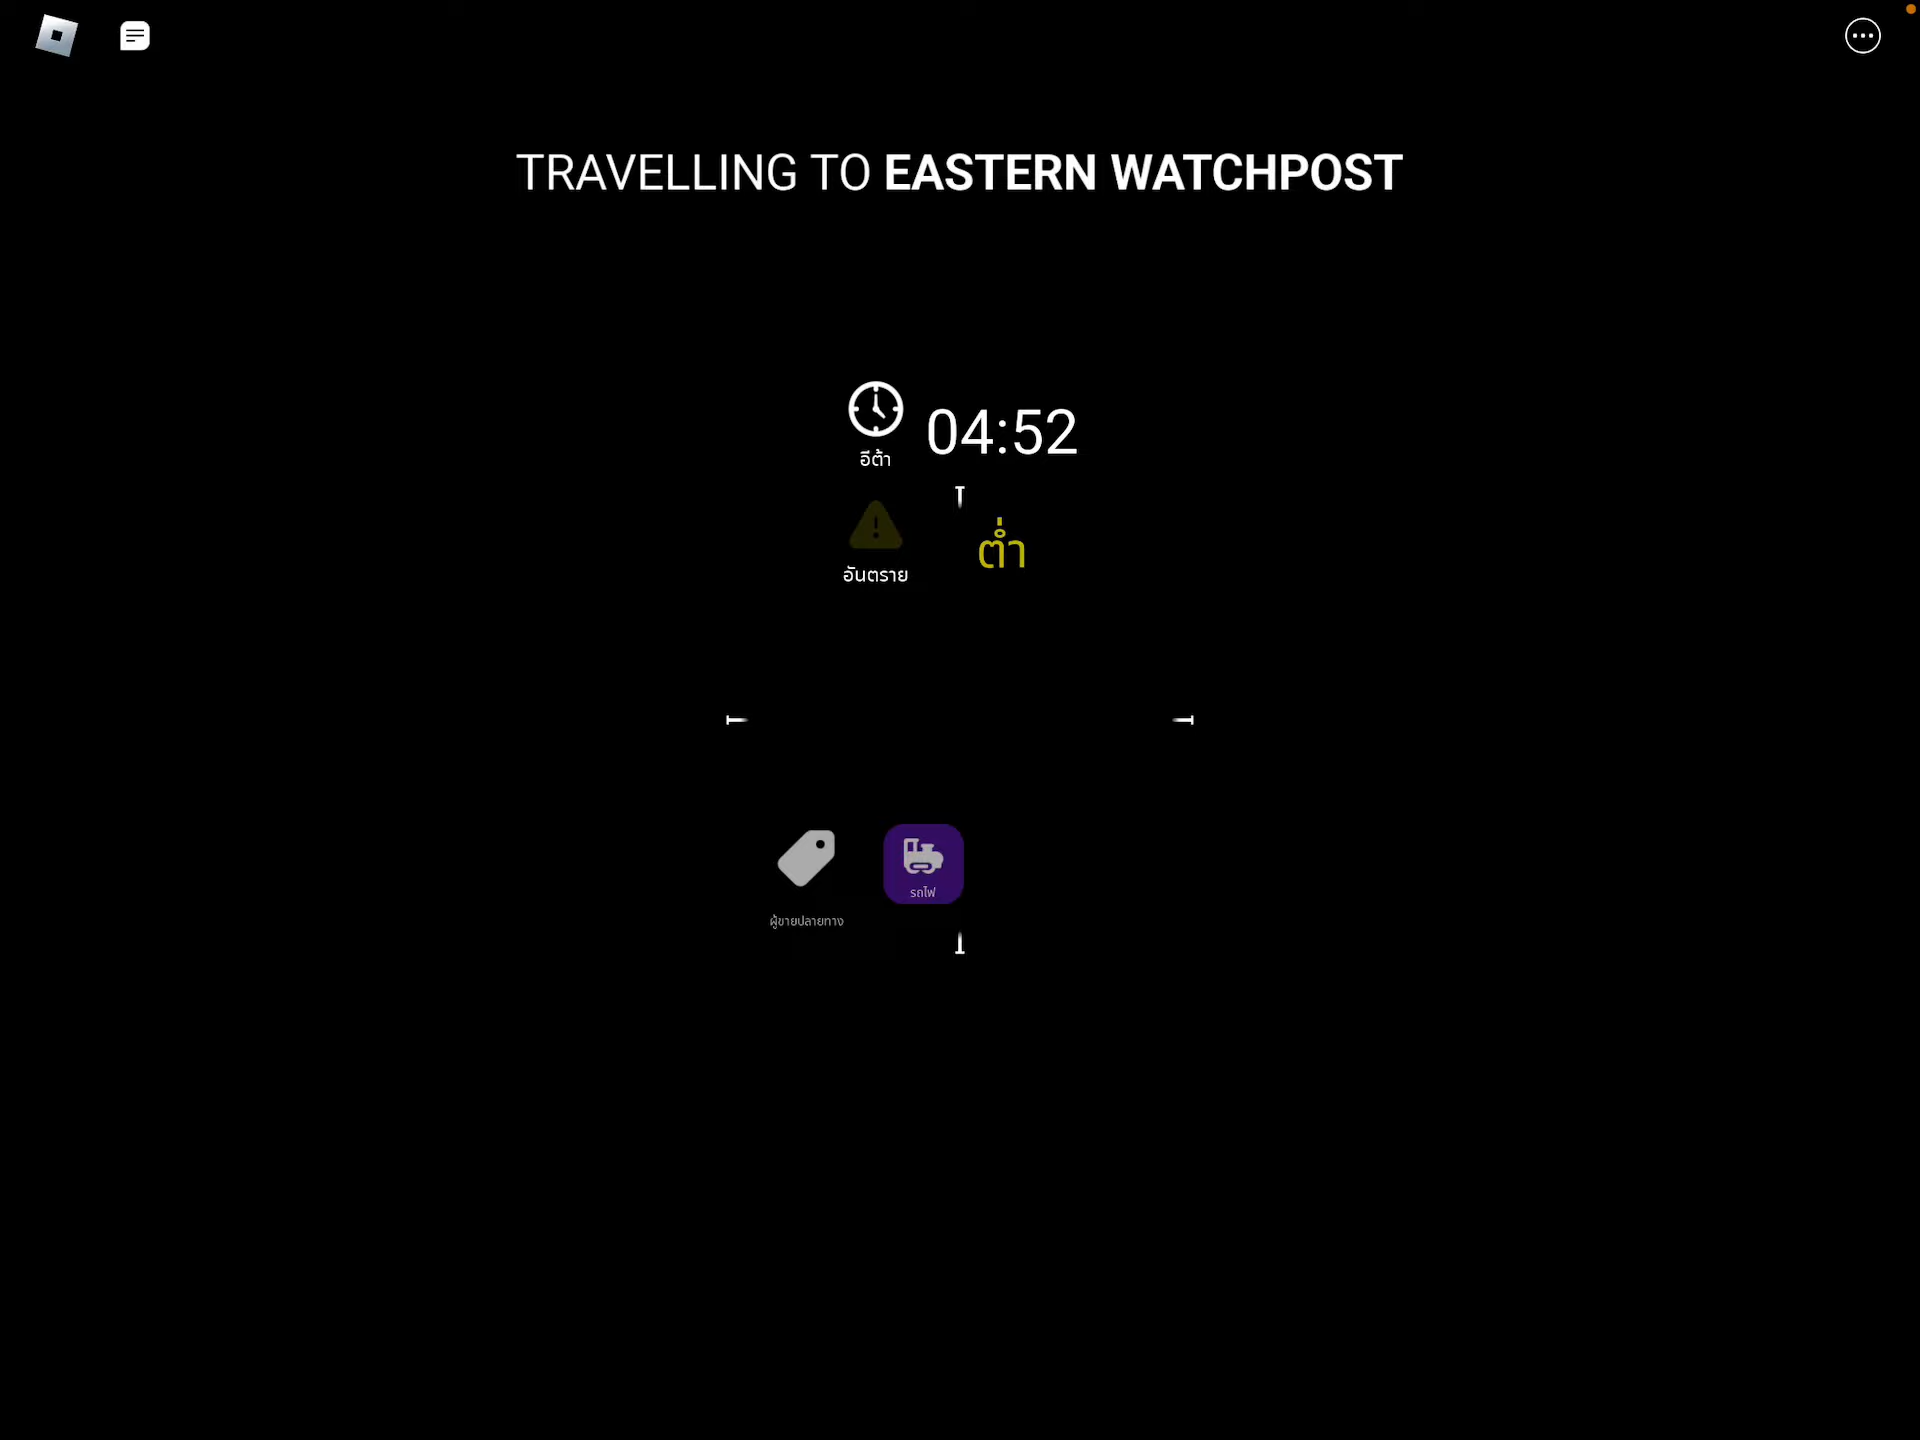 TRAVELLING TO EASTERN WATCHPOST
04:52
อีต้า
ต่ำ
อันตราย
รถไฟ
ผู้ขายปลายทาง